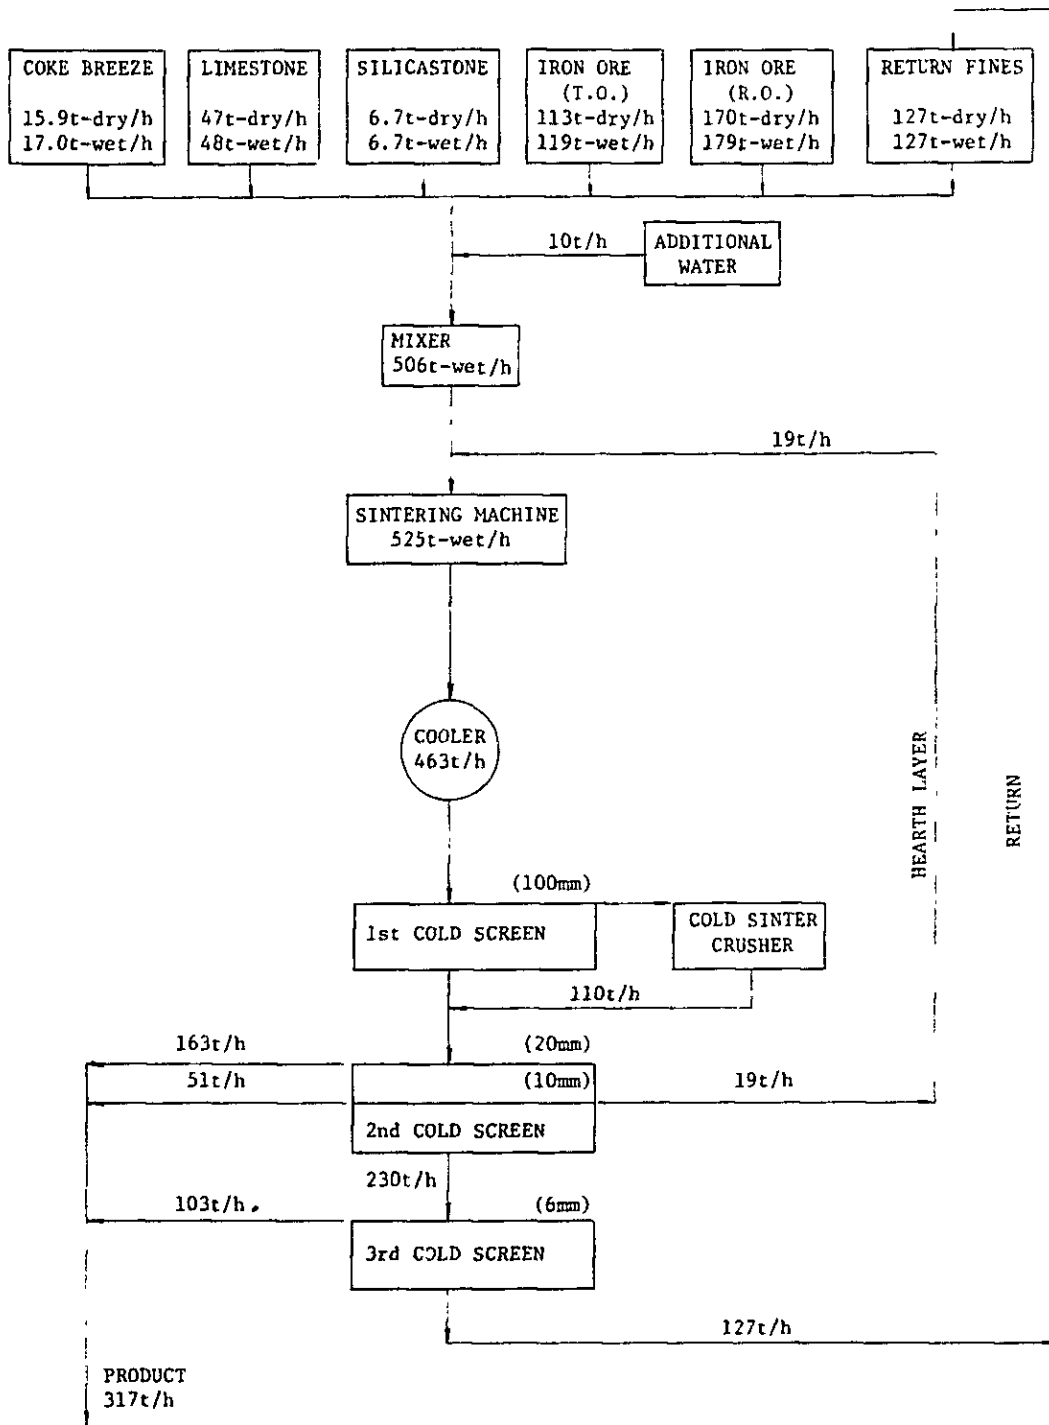 COKE BREEZE
15.9t-dry/h
17.0t-wet/h
LIMESTONE
47t-dry/h
48t-wet/h
SILICASTONE
6.7t-dry/h
6.7t-wet/h
IRON ORE
(T.O.)
113t-dry/h
119t-wet/h
IRON ORE
(R.O.)
170t-dry/h
179t-wet/h
RETURN FINES
127t-dry/h
127t-wet/h
10t/h
ADDITIONAL
WATER
MIXER
506t-wet/h
19t/h
SINTERING MACHINE
525t-wet/h
COOLER
463t/h
HEARTH LAYER
RETURN
(100mm)
1st COLD SCREEN
COLD SINTER
CRUSHER
110t/h
163t/h
(20mm)
51t/h
(10mm)
19t/h
2nd COLD SCREEN
230t/h
103t/h
(6mm)
3rd COLD SCREEN
127t/h
PRODUCT
317t/h